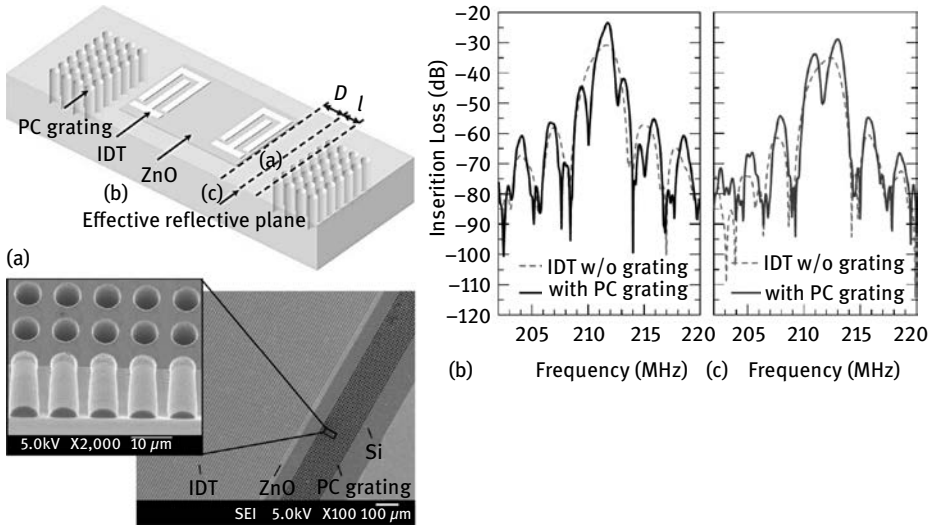 PC grating
IDT
ZnO
(b)
(c)
(a)
D
l
Effective reflective plane
(a)
5.0kV X2,000 10 µm
IDT
ZnO
PC grating
Si
SEI 5.0kV X100 100 µm
Inserition Loss (dB)
−20
−30
−40
−50
−60
−70
−80
−90
−100
−110
−120
IDT w/o grating
with PC grating
205 210 215 220
(b) Frequency (MHz)
IDT w/o grating
with PC grating
205 210 215 220
(c) Frequency (MHz)